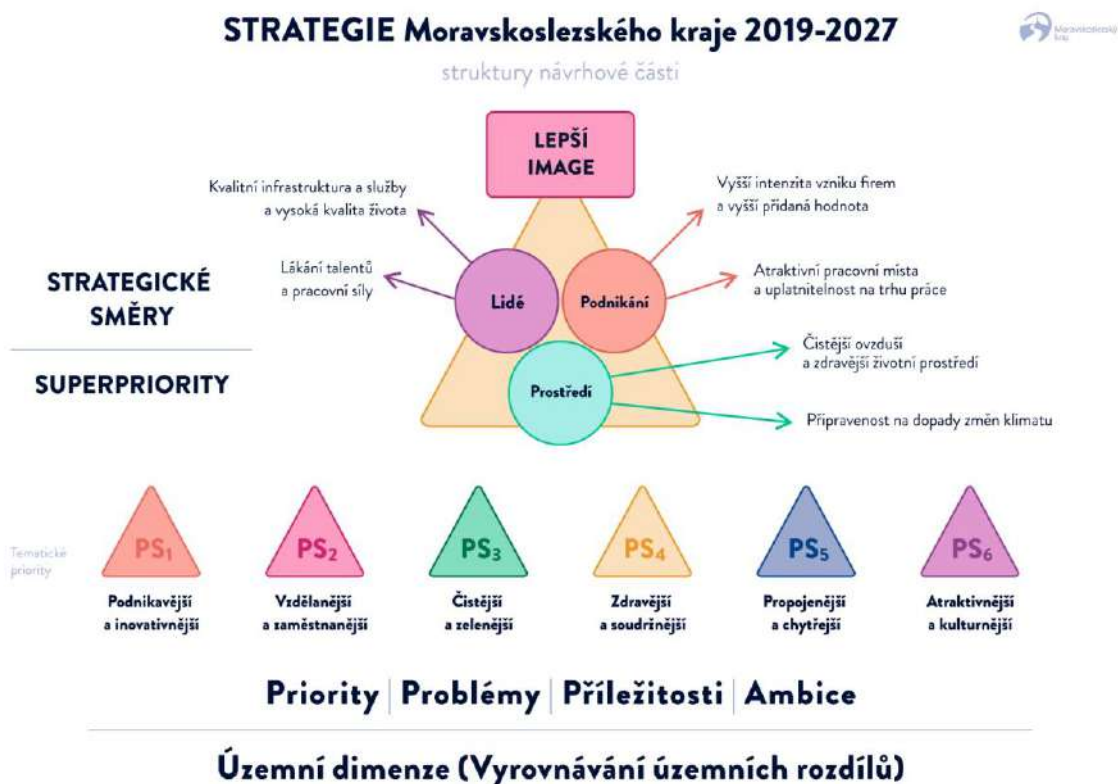 STRATEGIE Moravskoslezského kraje 2019-2027
Moravskoslezský
kraj
struktury návrhové části
LEPŠÍ
IMAGE
Kvalitní infrastruktura a služby
a vysoká kvalita života
Vyšší intenzita vzniku firem
a vyšší přidaná hodnota
Lákání talentů
a pracovní síly
Lidé
Podnikání
Atraktivní pracovní místa
a uplatnitelnost na trhu práce
STRATEGICKÉ
SMĚRY
SUPERPRIORITY
Prostředí
Čistější ovzduší
a zdravější životní prostředí
Připravenost na dopady změn klimatu
Tematické
priority
PS1
PS2
PS3
PS4
PS5
PS6
Podnikavější
a inovativnější
Vzdělanější
a zaměstnanější
Čistější
a zelenější
Zdravější
a soudržnější
Propojenější
a chytřejší
Atraktivnější
a kulturnější
Priority | Problémy | Příležitosti | Ambice
Územní dimenze (Vyrovnávání územních rozdílů)